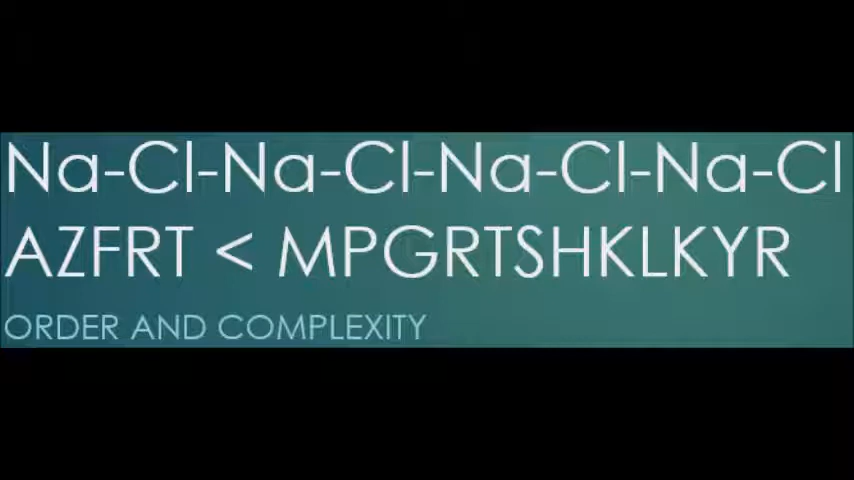 Na-Cl-Na-Cl-Na-Cl-Na-Cl
AZFRT < MPGRTSHKLKYR
ORDER AND COMPLEXITY